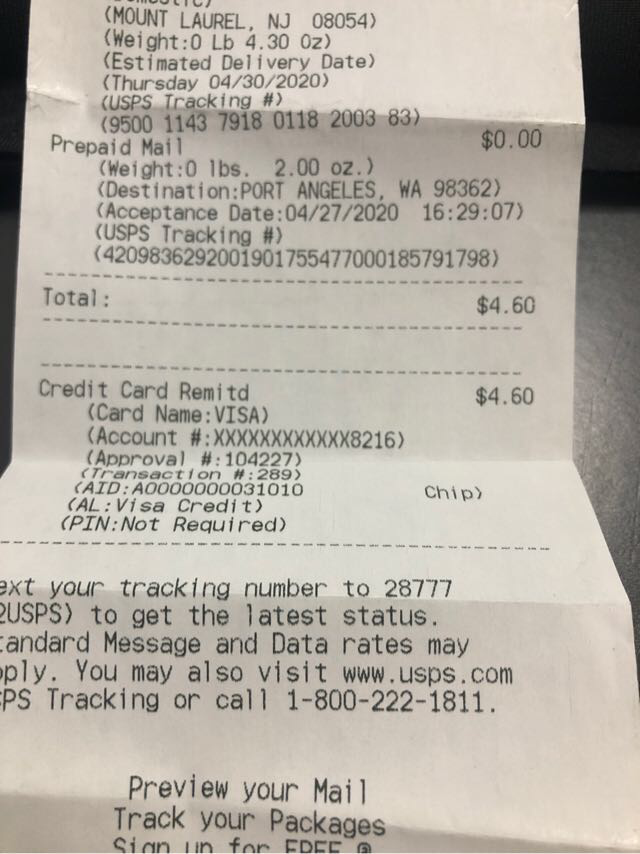 (MOUNT LAUREL, NJ 08054)
(Weight:0 Lb 4.30 Oz)
(Estimated Delivery Date)
(Thursday 04/30/2020)
(USPS Tracking #)
(9500 1143 7918 0118 2003 83)
Prepaid Mail $0.00
(Weight:0 lbs. 2.00 oz.)
(Destination:PORT ANGELES, WA 98362)
(Acceptance Date:04/27/2020 16:29:07)
(USPS Tracking #)
(4209836292001901755477000185791798)
Total: $4.60
Credit Card Remitd $4.60
(Card Name:VISA)
(Account #:XXXXXXXXXXXX8216)
(Approval #:104227)
(Transaction #:289)
(AID:A0000000031010 Chip)
(AL:Visa Credit)
(PIN:Not Required)
ext your tracking number to 28777
2USPS) to get the latest status.
tandard Message and Data rates may
pply. You may also visit www.usps.com
SPS Tracking or call 1-800-222-1811.
Preview your Mail
Track your Packages
Sign up for FREE @